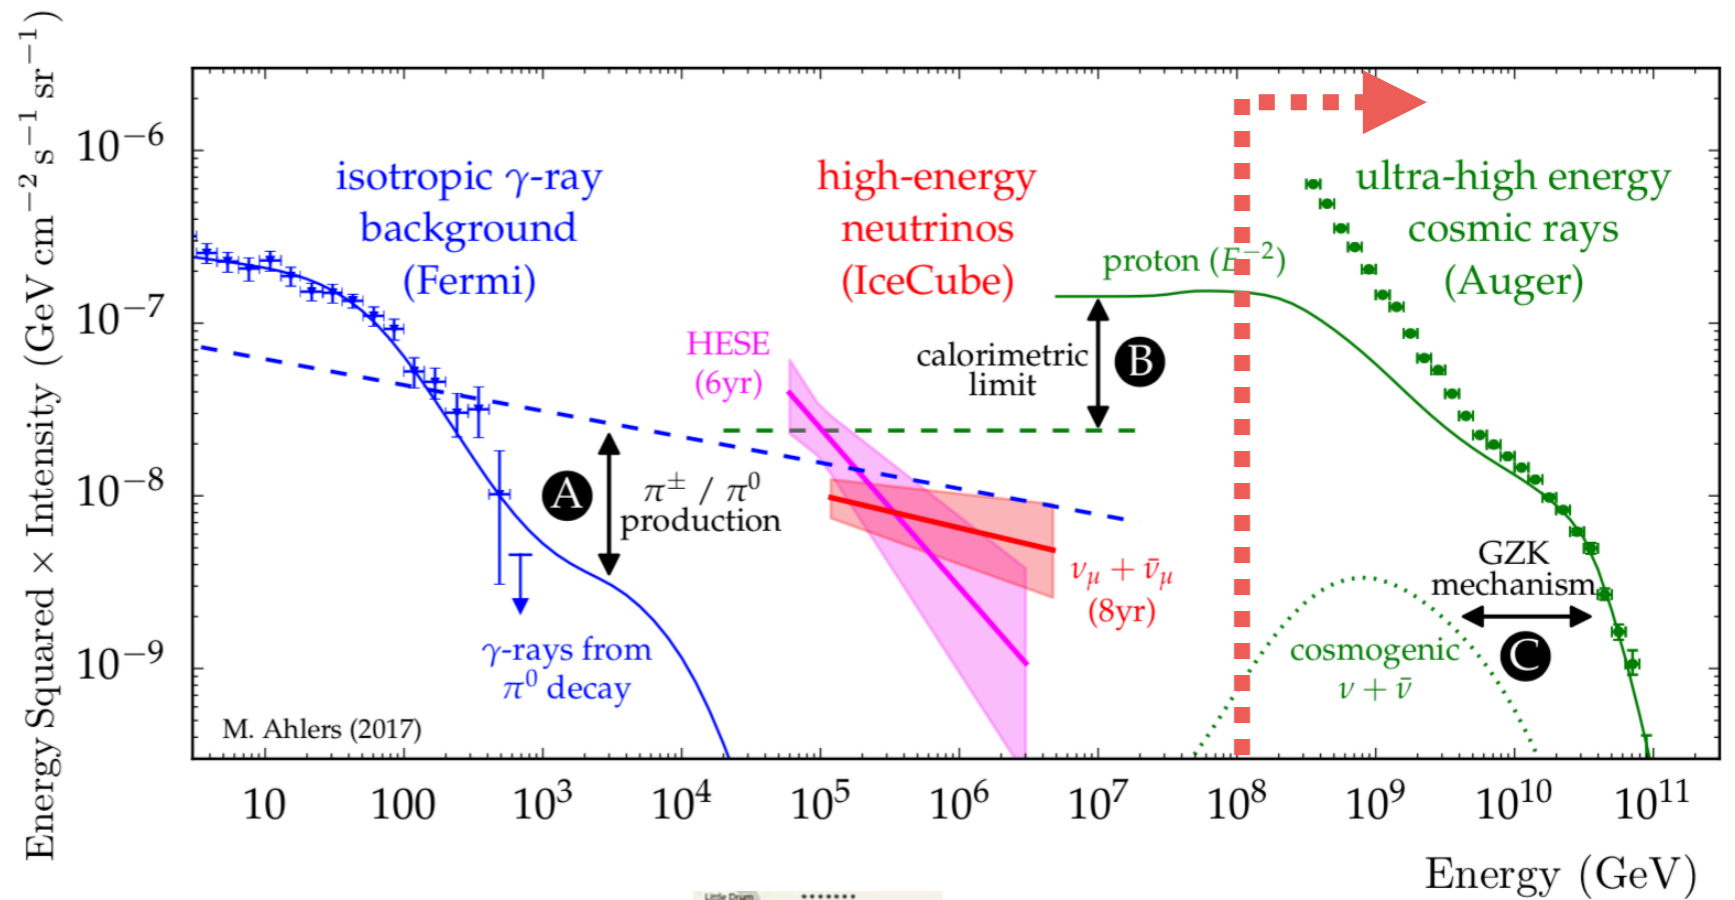 Energy Squared × Intensity (GeV cm⁻² s⁻¹ sr⁻¹)
10⁻⁶
10⁻⁷
10⁻⁸
10⁻⁹
isotropic γ-ray
background
(Fermi)
high-energy
neutrinos
(IceCube)
ultra-high energy
cosmic rays
(Auger)
proton (E⁻²)
HESE
(6yr)
calorimetric
limit
B
A
π± / π⁰
production
νμ + ν̄μ
(8yr)
GZK
mechanism
C
γ-rays from
π⁰ decay
cosmogenic
ν + ν̄
M. Ahlers (2017)
10
100
10³
10⁴
10⁵
10⁶
10⁷
10⁸
10⁹
10¹⁰
10¹¹
Energy (GeV)
Little Drum